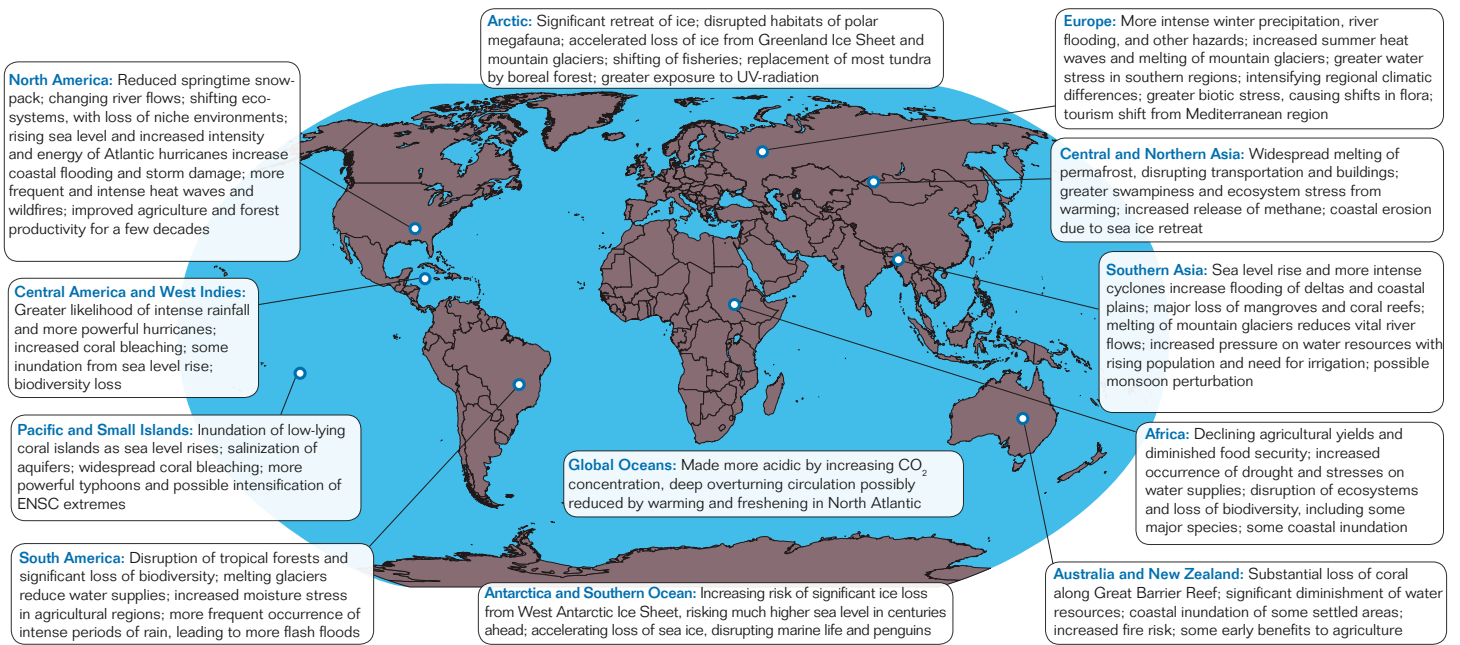 Arctic: Significant retreat of ice; disrupted habitats of polar
megafauna; accelerated loss of ice from Greenland Ice Sheet and
mountain glaciers; shifting of fisheries; replacement of most tundra
by boreal forest; greater exposure to UV-radiation
Europe: More intense winter precipitation, river
flooding, and other hazards; increased summer heat
waves and melting of mountain glaciers; greater water
stress in southern regions; intensifying regional climatic
differences; greater biotic stress, causing shifts in flora;
tourism shift from Mediterranean region
North America: Reduced springtime snow-
pack; changing river flows; shifting eco-
systems, with loss of niche environments;
rising sea level and increased intensity
and energy of Atlantic hurricanes increase
coastal flooding and storm damage; more
frequent and intense heat waves and
wildfires; improved agriculture and forest
productivity for a few decades
Central and Northern Asia: Widespread melting of
permafrost, disrupting transportation and buildings;
greater swampiness and ecosystem stress from
warming; increased release of methane; coastal erosion
due to sea ice retreat
Southern Asia: Sea level rise and more intense
cyclones increase flooding of deltas and coastal
plains; major loss of mangroves and coral reefs;
melting of mountain glaciers reduces vital river
flows; increased pressure on water resources with
rising population and need for irrigation; possible
monsoon perturbation
Central America and West Indies:
Greater likelihood of intense rainfall
and more powerful hurricanes;
increased coral bleaching; some
inundation from sea level rise;
biodiversity loss
Pacific and Small Islands: Inundation of low-lying
coral islands as sea level rises; salinization of
aquifers; widespread coral bleaching; more
powerful typhoons and possible intensification of
ENSC extremes
Global Oceans: Made more acidic by increasing CO₂
concentration, deep overturning circulation possibly
reduced by warming and freshening in North Atlantic
Africa: Declining agricultural yields and
diminished food security; increased
occurrence of drought and stresses on
water supplies; disruption of ecosystems
and loss of biodiversity, including some
major species; some coastal inundation
South America: Disruption of tropical forests and
significant loss of biodiversity; melting glaciers
reduce water supplies; increased moisture stress
in agricultural regions; more frequent occurrence of
intense periods of rain, leading to more flash floods
Antarctica and Southern Ocean: Increasing risk of significant ice loss
from West Antarctic Ice Sheet, risking much higher sea level in centuries
ahead; accelerating loss of sea ice, disrupting marine life and penguins
Australia and New Zealand: Substantial loss of coral
along Great Barrier Reef; significant diminishment of water
resources; coastal inundation of some settled areas;
increased fire risk; some early benefits to agriculture